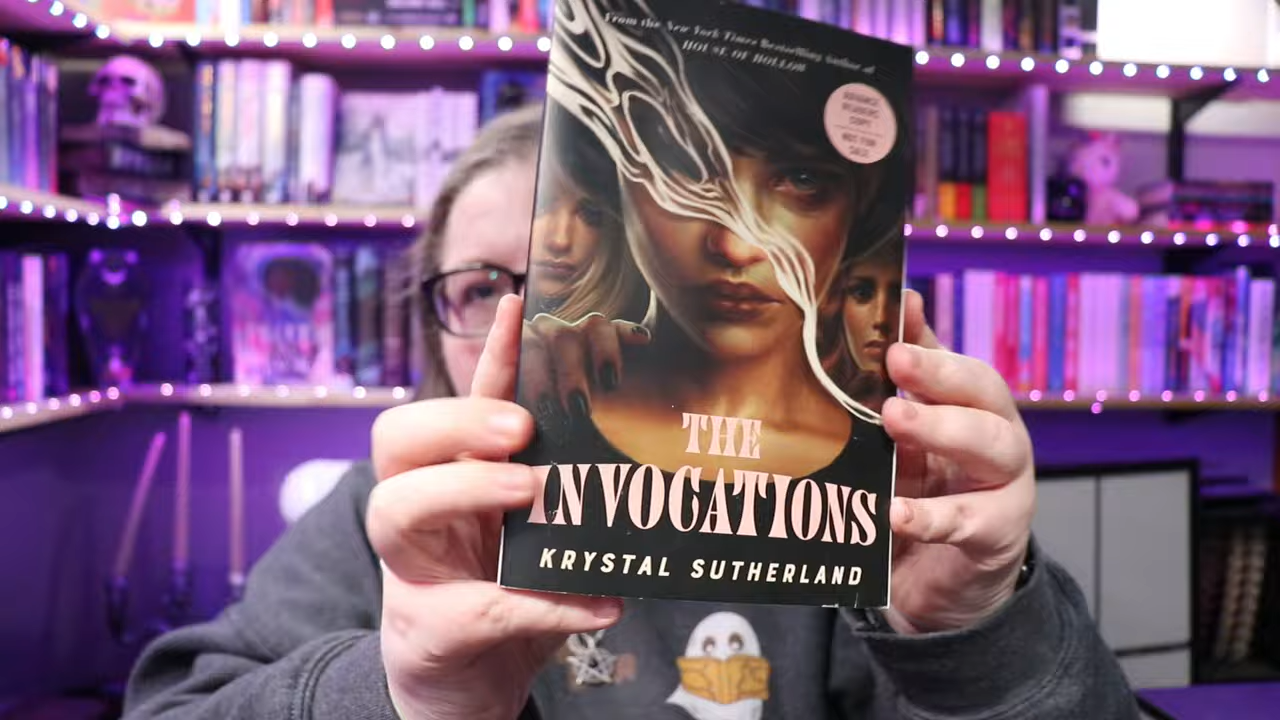 From the New York Times Bestselling author of
HOUSE OF HOLLOW
ADVANCE
READERS
COPY
NOT FOR
SALE
THE
INVOCATIONS
KRYSTAL SUTHERLAND